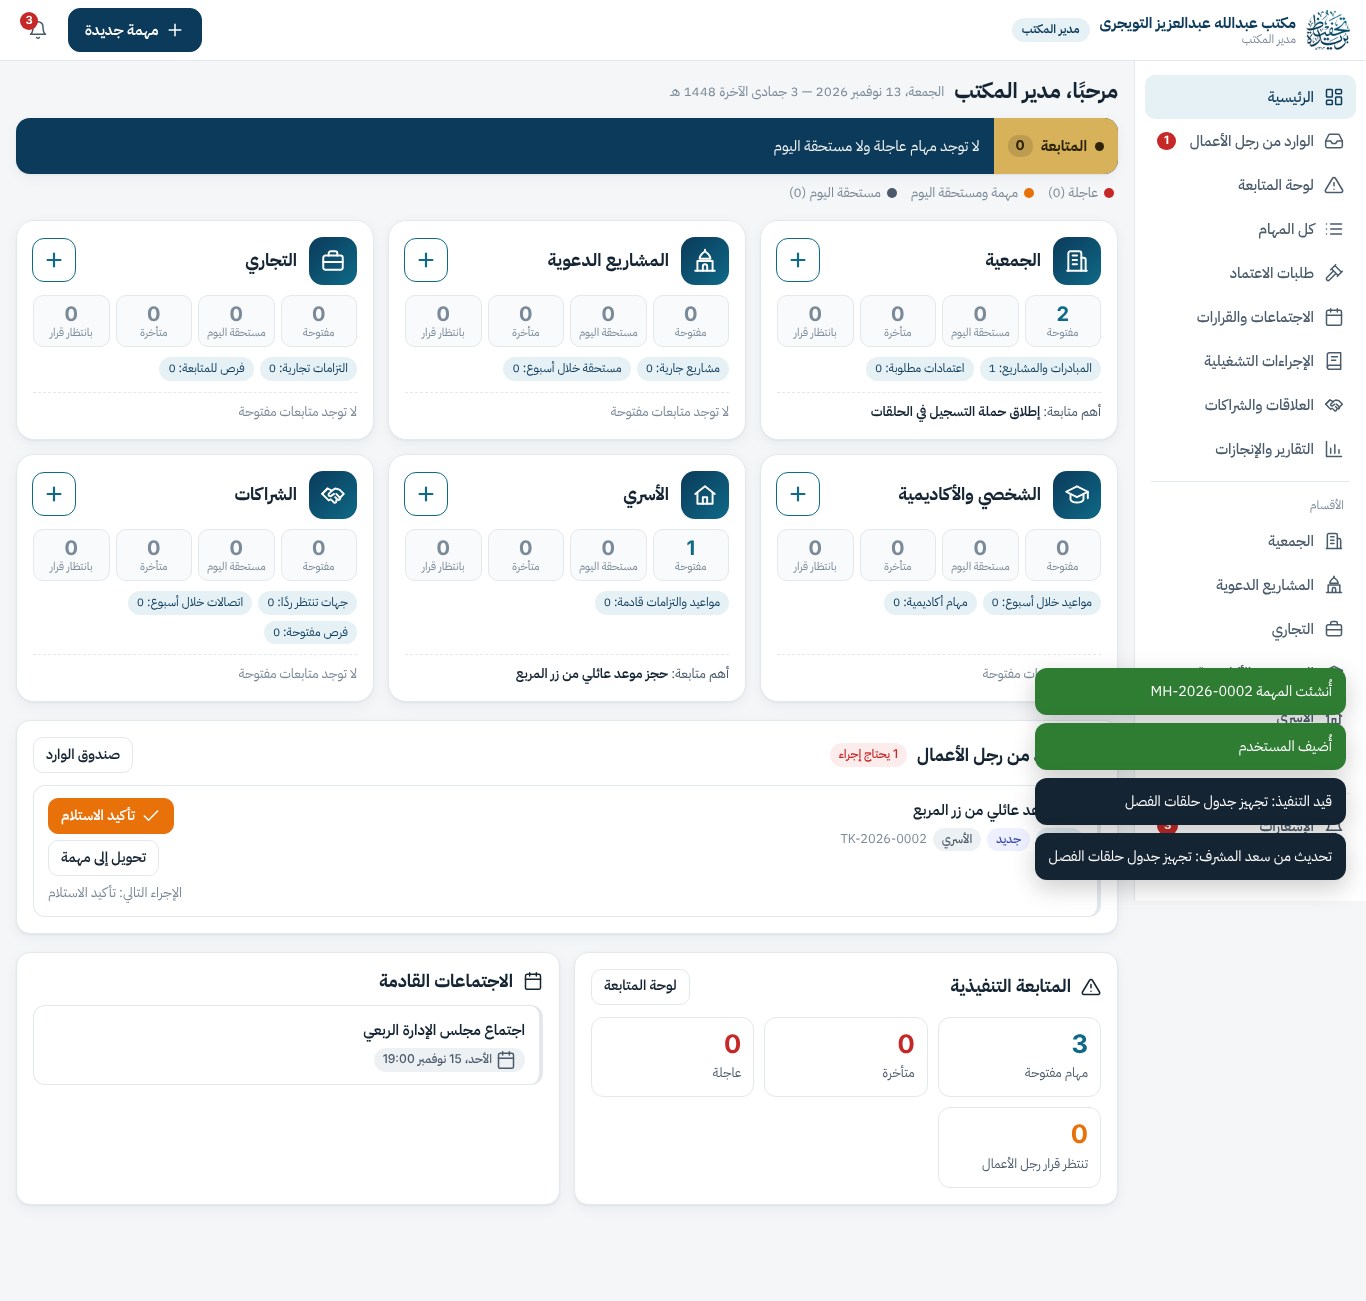 مكتب عبدالله عبدالعزيز التويجري
مدير المكتب
مدير المكتب
مهمة جديدة
3
الرئيسية
الوارد من رجل الأعمال
1
لوحة المتابعة
كل المهام
طلبات الاعتماد
الاجتماعات والقرارات
الإجراءات التشغيلية
العلاقات والشراكات
التقارير والإنجازات
الأقسام
الجمعية
المشاريع الدعوية
التجاري
مرحبًا، مدير المكتب
الجمعة، 13 نوفمبر 2026 — 3 جمادى الآخرة 1448 هـ
المتابعة 0
لا توجد مهام عاجلة ولا مستحقة اليوم
عاجلة (0) مهمة ومستحقة اليوم مستحقة اليوم (0)
الجمعية
2 0 0 0
مفتوحة مستحقة اليوم متأخرة بانتظار قرار
المبادرات والمشاريع: 1 اعتمادات مطلوبة: 0
أهم متابعة: إطلاق حملة التسجيل في الحلقات
المشاريع الدعوية
0 0 0 0
مفتوحة مستحقة اليوم متأخرة بانتظار قرار
مشاريع جارية: 0 مستحقة خلال أسبوع: 0
لا توجد متابعات مفتوحة
التجاري
0 0 0 0
مفتوحة مستحقة اليوم متأخرة بانتظار قرار
التزامات تجارية: 0 فرص للمتابعة: 0
لا توجد متابعات مفتوحة
الشخصي والأكاديمية
0 0 0 0
مفتوحة مستحقة اليوم متأخرة بانتظار قرار
مواعيد خلال أسبوع: 0 مهام أكاديمية: 0
مفتوحة
الأسري
1 0 0 0
مفتوحة مستحقة اليوم متأخرة بانتظار قرار
مواعيد والتزامات قادمة: 0
أهم متابعة: حجز موعد عائلي من زر المربع
الشراكات
0 0 0 0
مفتوحة مستحقة اليوم متأخرة بانتظار قرار
جهات تنتظر ردًا: 0 اتصالات خلال أسبوع: 0
فرص مفتوحة: 0
لا توجد متابعات مفتوحة
أنشئت المهمة MH-2026-0002
أضيف المستخدم
قيد التنفيذ: تجهيز جدول حلقات الفصل
تحديث من سعد المشرف: تجهيز جدول حلقات الفصل
من رجل الأعمال
1 يحتاج إجراء
صندوق الوارد
عائلي من زر المربع
جديد الأسري TK-2026-0002
تأكيد الاستلام
تحويل إلى مهمة
الإجراء التالي: تأكيد الاستلام
المتابعة التنفيذية
لوحة المتابعة
3 0 0
مهام مفتوحة متأخرة عاجلة
0
تنتظر قرار رجل الأعمال
الاجتماعات القادمة
اجتماع مجلس الإدارة الربعي
الأحد، 15 نوفمبر 19:00